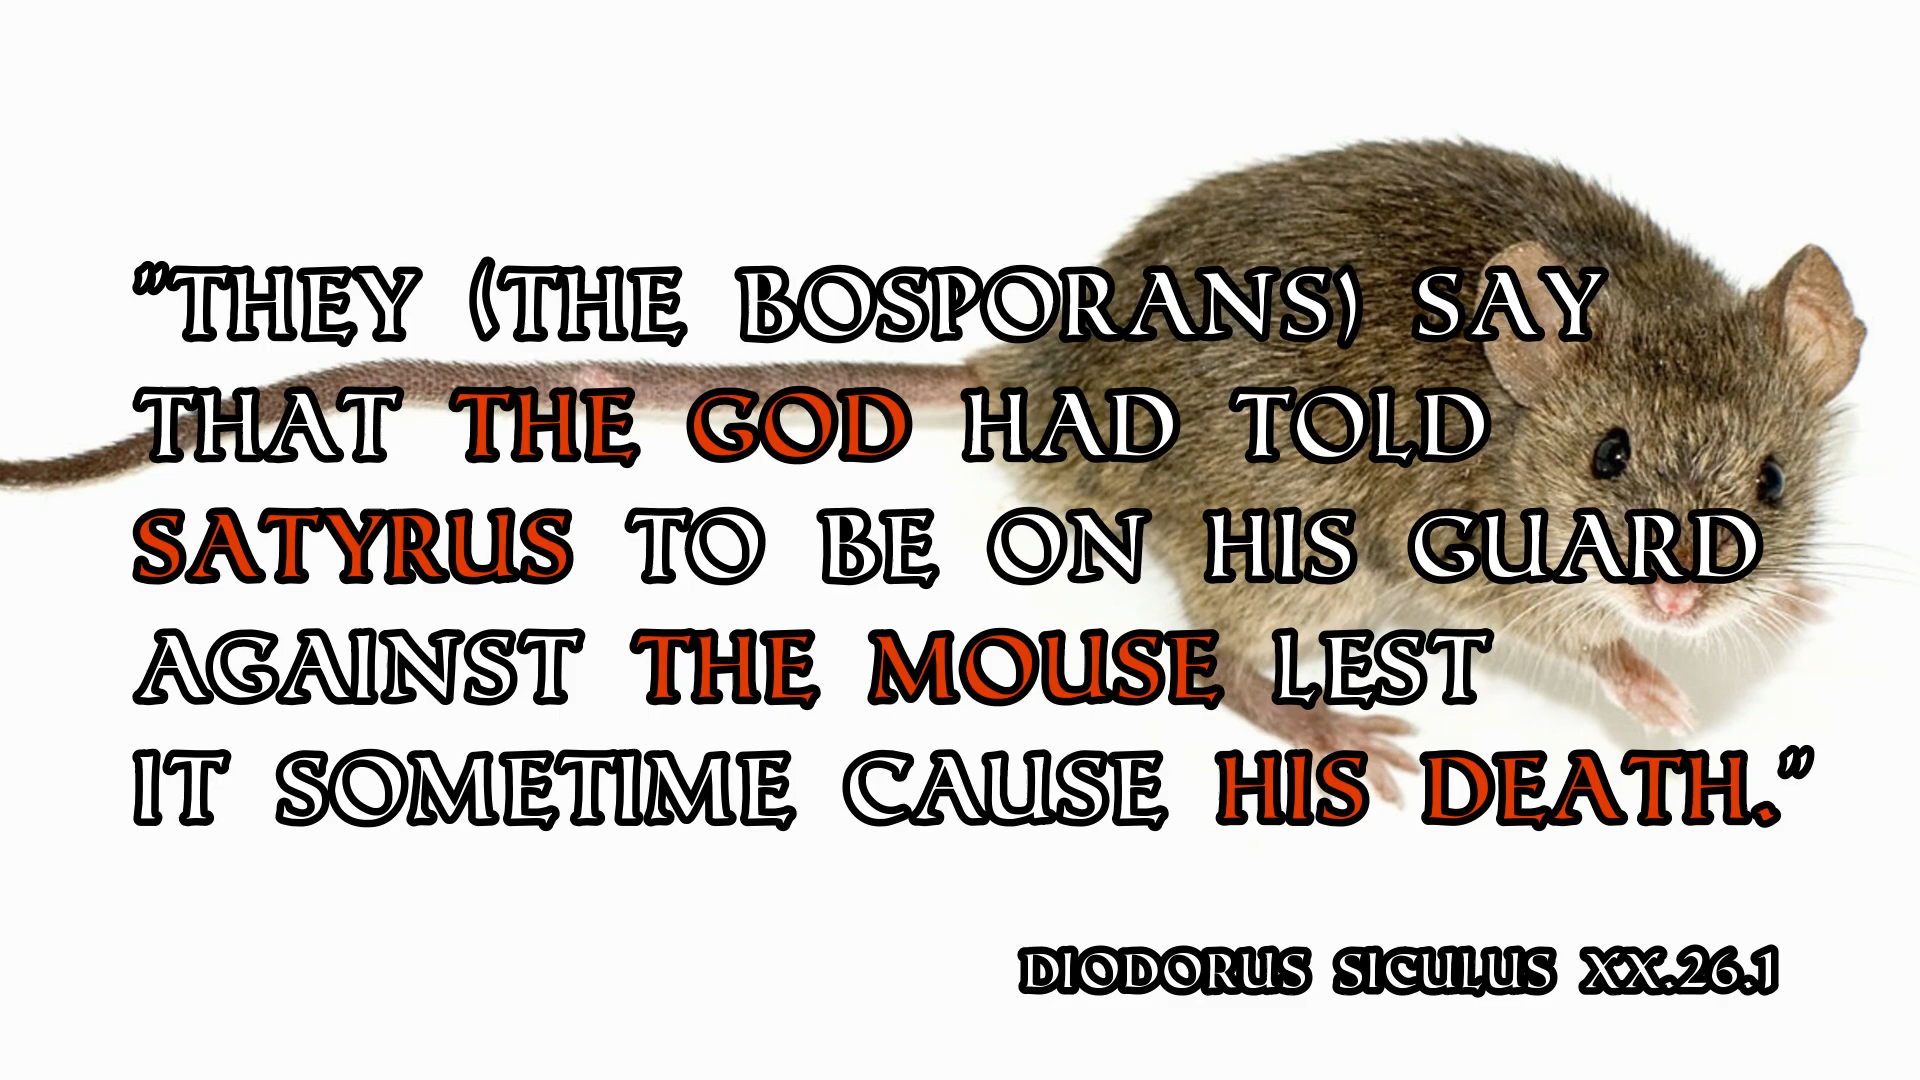 "THEY (THE BOSPORANS) SAY
THAT THE GOD HAD TOLD
SATYRUS TO BE ON HIS GUARD
AGAINST THE MOUSE LEST
IT SOMETIME CAUSE HIS DEATH."
DIODORUS SICULUS XX.26.1